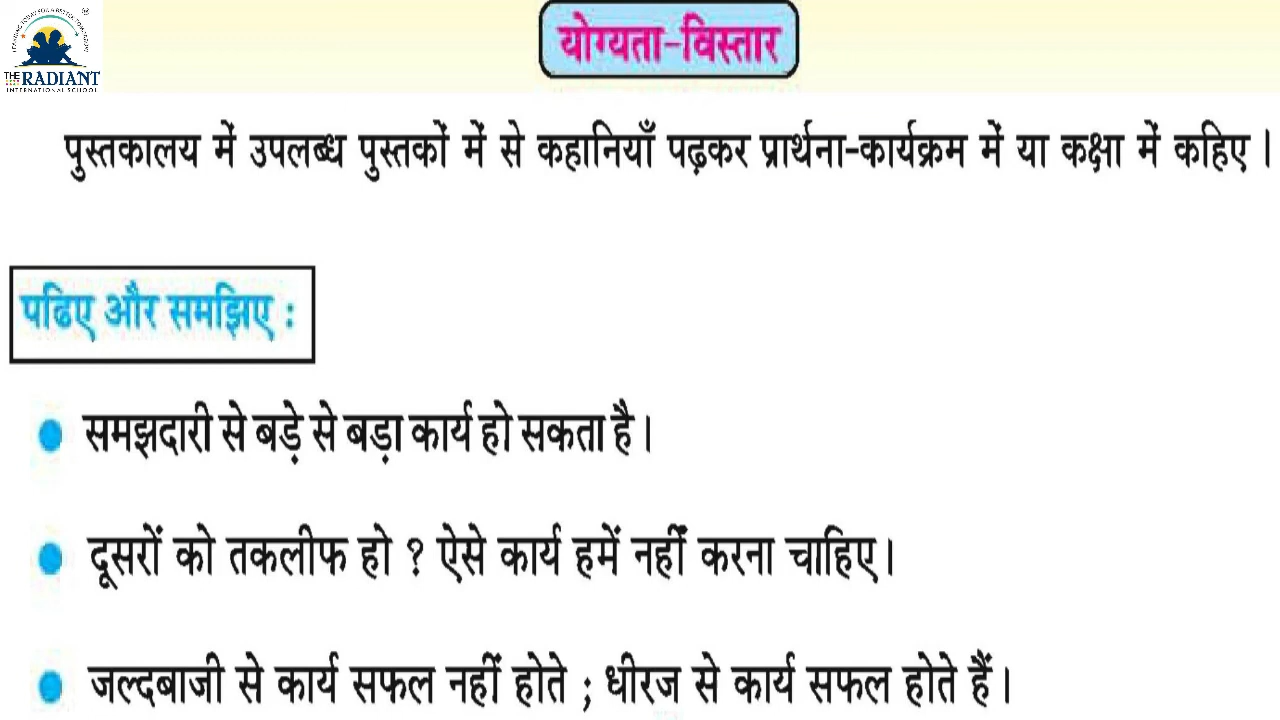 THE RADIANT
INTERNATIONAL SCHOOL
योग्यता-विस्तार
पुस्तकालय में उपलब्ध पुस्तकों में से कहानियाँ पढ़कर प्रार्थना-कार्यक्रम में या कक्षा में कहिए ।
पढिए और समझिए :
समझदारी से बड़े से बड़ा कार्य हो सकता है।
दूसरों को तकलीफ हो ? ऐसे कार्य हमें नहीं करना चाहिए।
जल्दबाजी से कार्य सफल नहीं होते ; धीरज से कार्य सफल होते हैं।